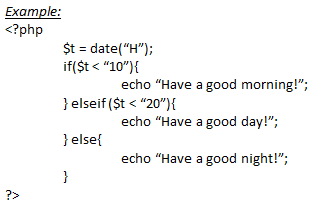 Example:
<?php
$t = date(“H”);
if($t < “10”){
echo “Have a good morning!”;
} elseif ($t < “20”){
echo “Have a good day!”;
} else{
echo “Have a good night!”;
}
?>